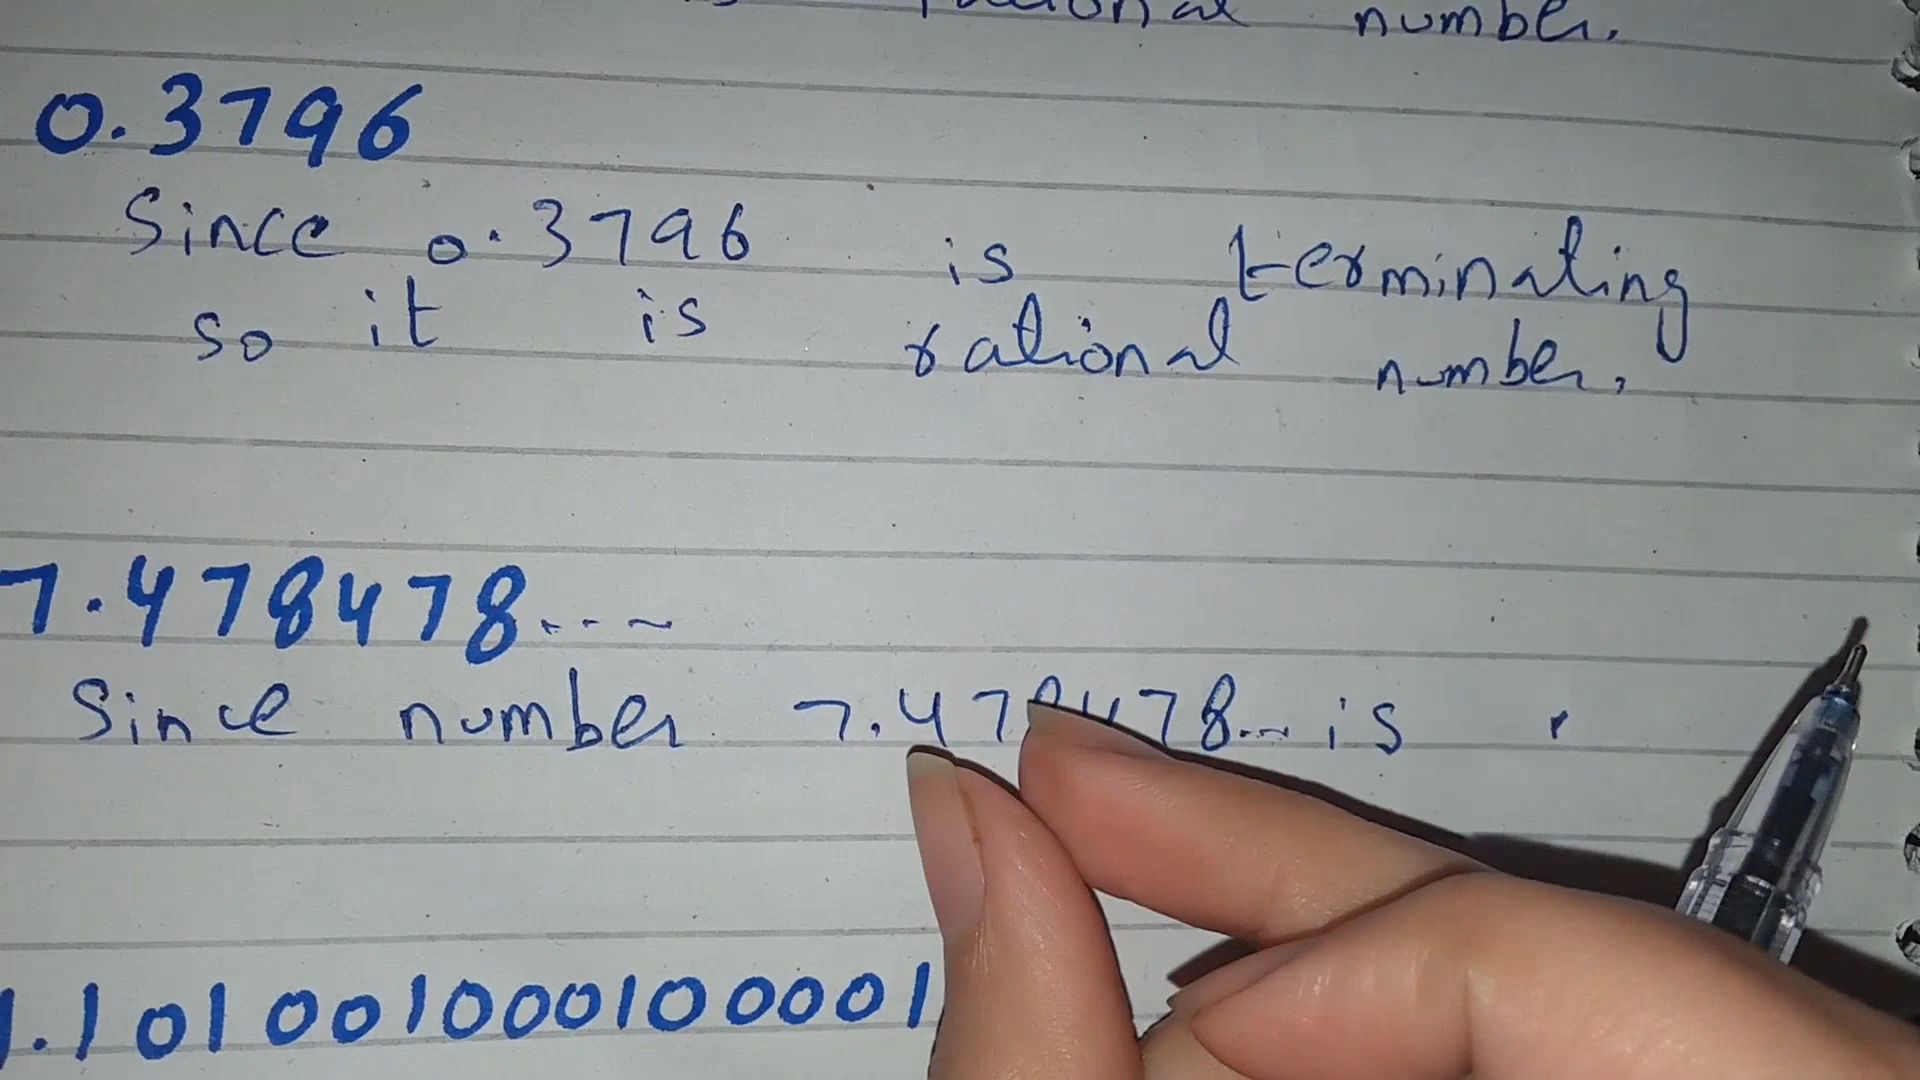 rational number.
0.3796
Since 0.3796 is terminating
so it is rational number.
7.478478....
Since number 7.478478... is
1.101001000100001